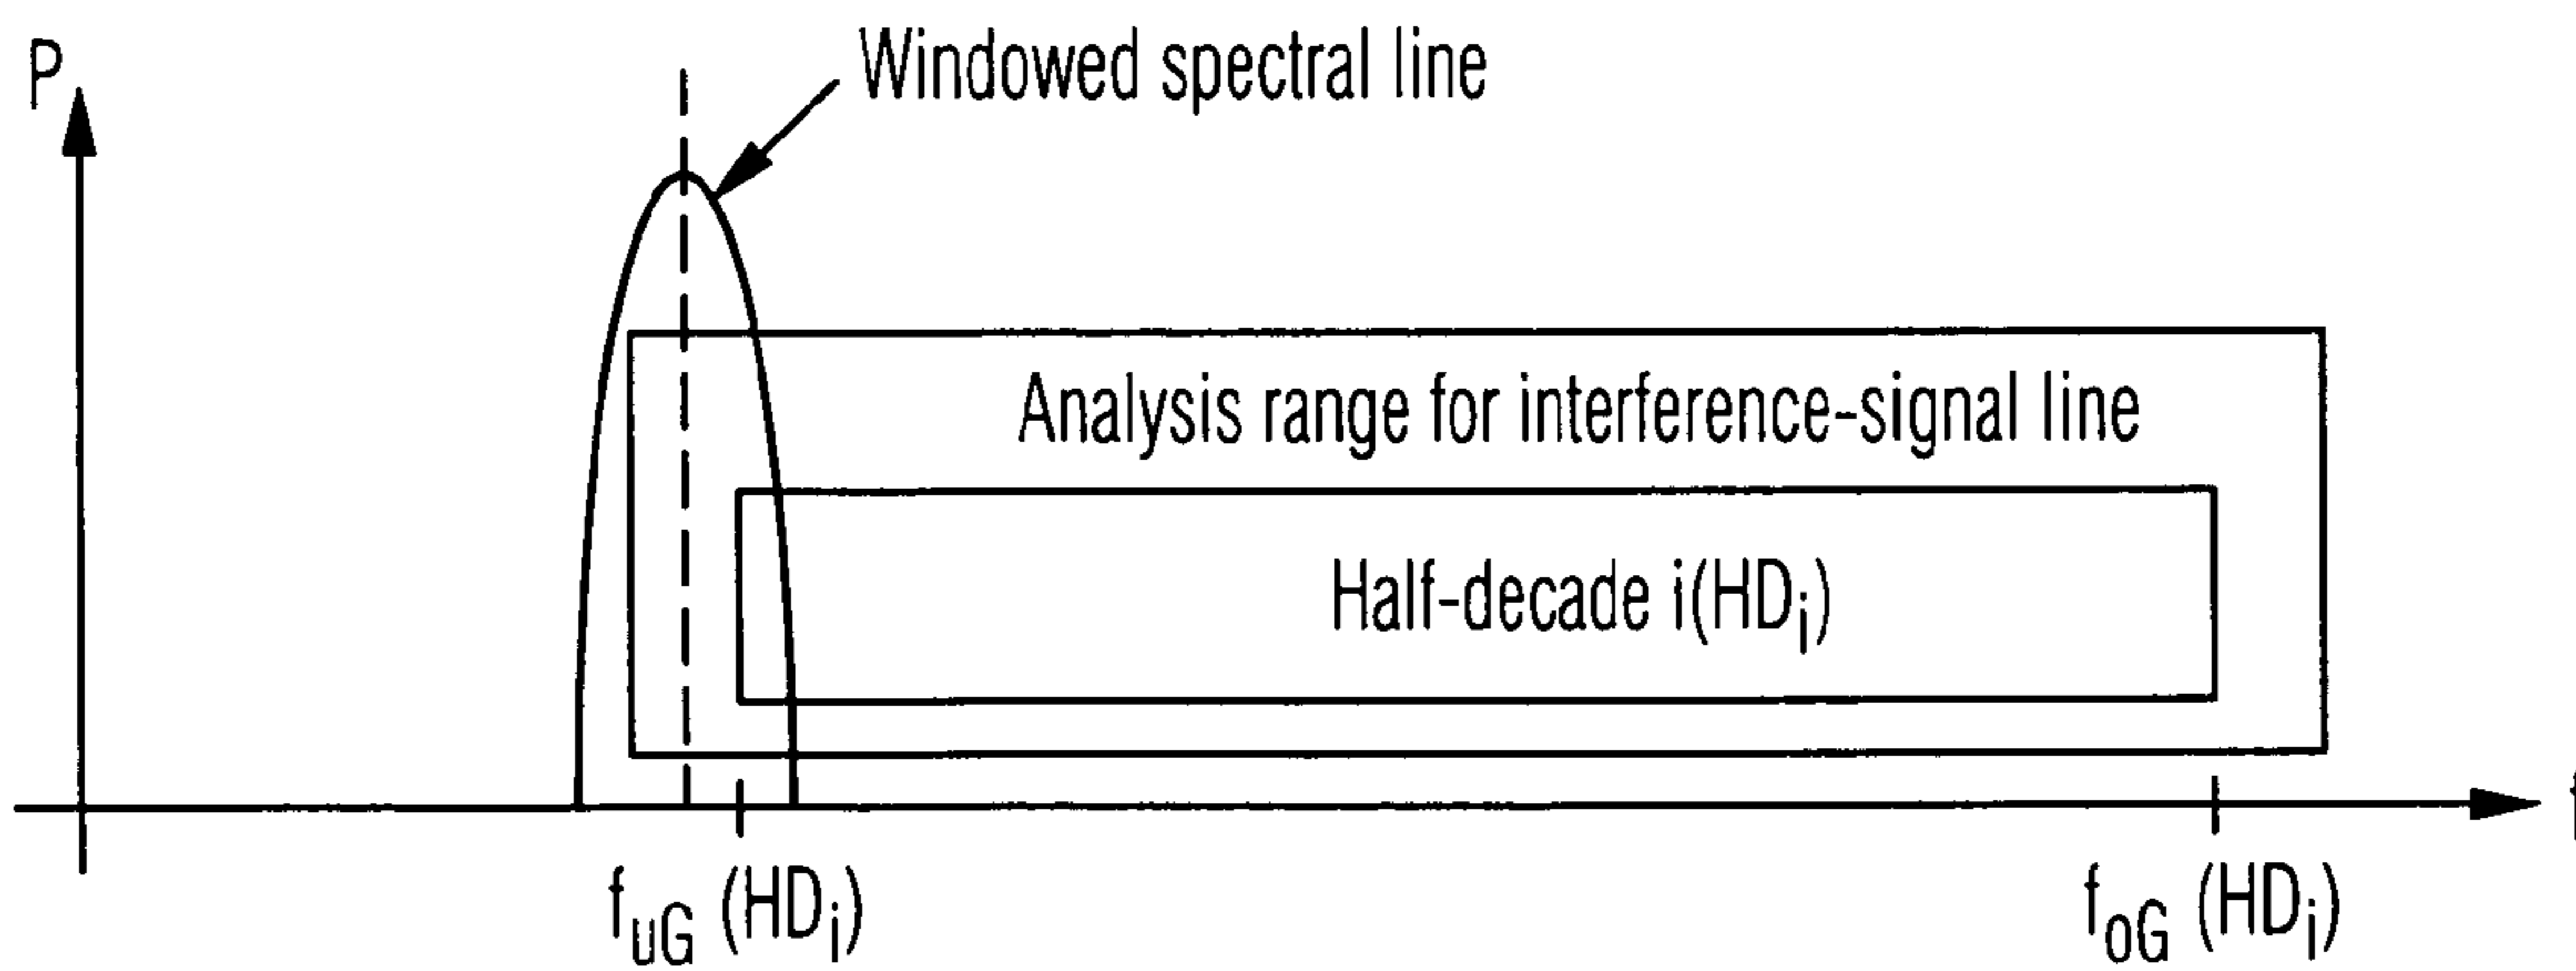 P
Windowed spectral line
Analysis range for interference-signal line
Half-decade i(HDi)
f
fuG (HDi)
foG (HDi)